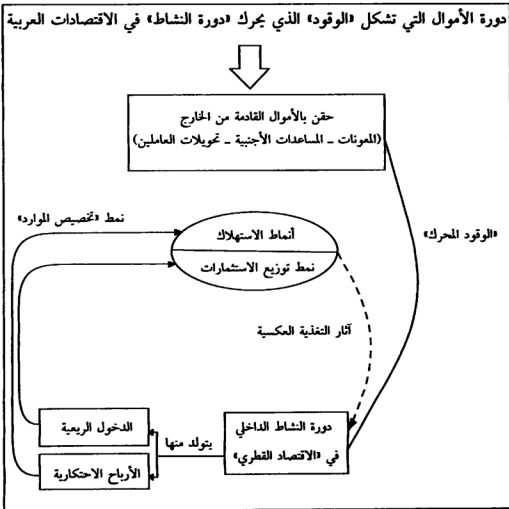 دورة الأموال التي تشكل «الوقود» الذي يحرك «دورة النشاط» في الاقتصادات العربية
حقن بالأموال القادمة من الخارج
(المعونات ـ المساعدات الأجنبية ـ تحويلات العاملين)
نمط «تخصيص الموارد»
«الوقود المحرك»
أنماط الاستهلاك
نمط توزيع الاستثمارات
آثار التغذية العكسية
دورة النشاط الداخلي
في «الاقتصاد القطري»
يتولد منها
الدخول الريعية
الأرباح الاحتكارية